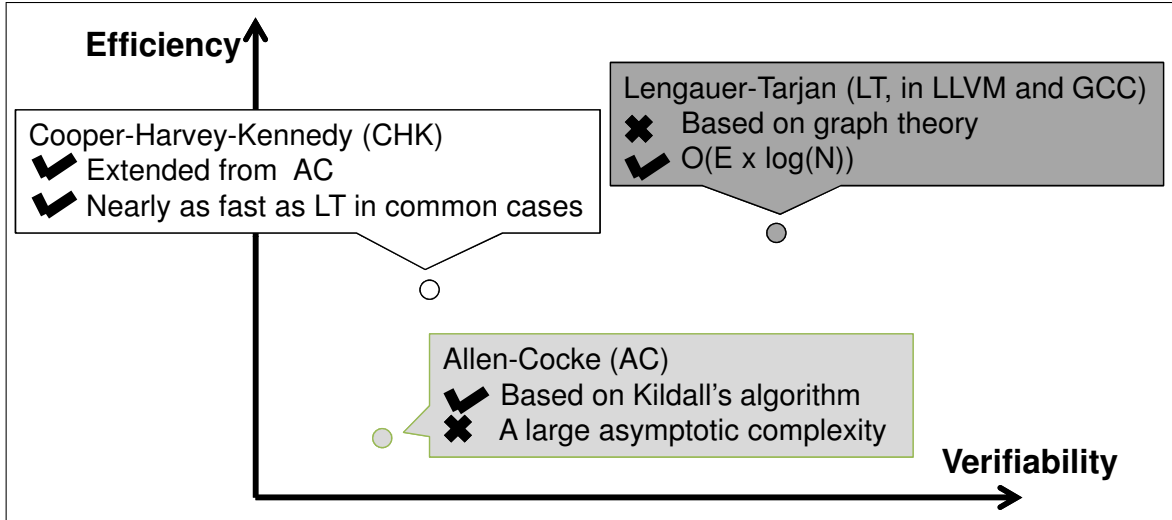 Efficiency
Lengauer-Tarjan (LT, in LLVM and GCC)
Based on graph theory
O(E x log(N))
Cooper-Harvey-Kennedy (CHK)
Extended from AC
Nearly as fast as LT in common cases
Allen-Cocke (AC)
Based on Kildall's algorithm
A large asymptotic complexity
Verifiability